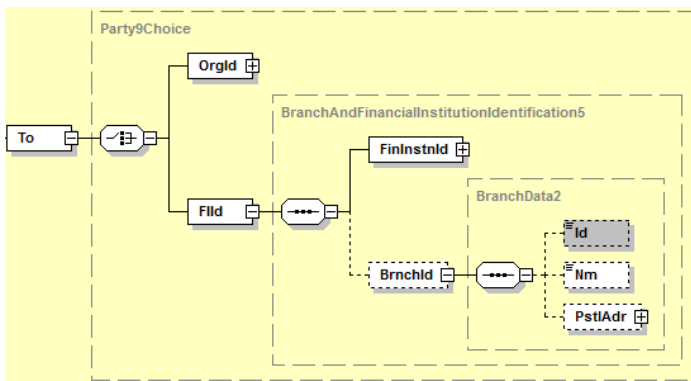 Party9Choice
OrgId
BranchAndFinancialInstitutionIdentification5
To
FinInstnId
BranchData2
FIId
Id
BrnchId
Nm
PstlAdr